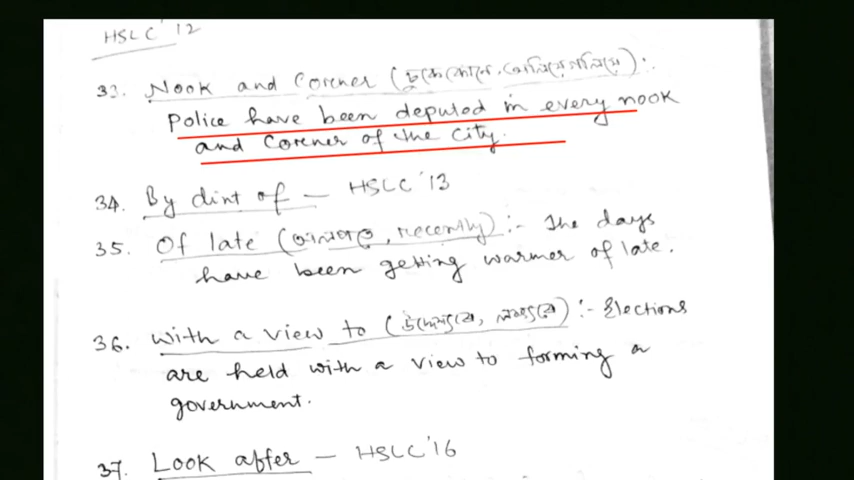 HSLC '12
33. Nook and Corner
Police have been deputed in every nook
and Corner of the City.
34. By dint of — HSLC '13
35. Of late ( , recently) :- The days
have been getting warmer of late.
36. With a view to :- Elections
are held with a view to forming a
government.
37. Look after — HSLC '16